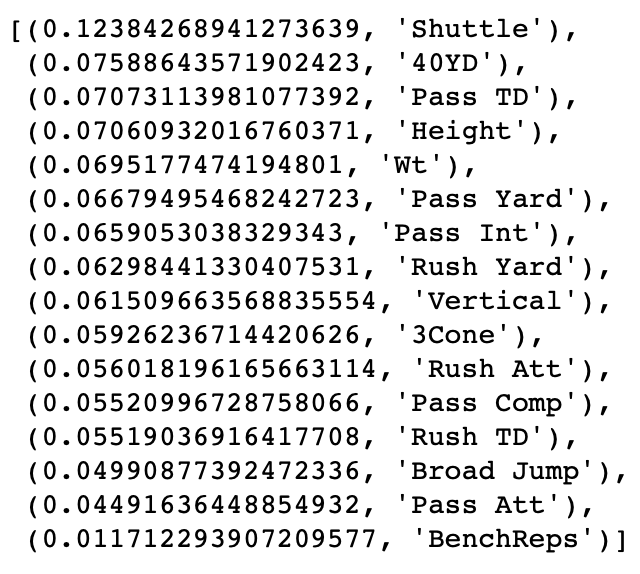 [(0.12384268941273639, 'Shuttle'),
(0.07588643571902423, '40YD'),
(0.07073113981077392, 'Pass TD'),
(0.07060932016760371, 'Height'),
(0.0695177474194801, 'Wt'),
(0.06679495468242723, 'Pass Yard'),
(0.0659053038329343, 'Pass Int'),
(0.06298441330407531, 'Rush Yard'),
(0.061509663568835554, 'Vertical'),
(0.05926236714420626, '3Cone'),
(0.056018196165663114, 'Rush Att'),
(0.05520996728758066, 'Pass Comp'),
(0.05519036916417708, 'Rush TD'),
(0.04990877392472336, 'Broad Jump'),
(0.04491636448854932, 'Pass Att'),
(0.011712293907209577, 'BenchReps')]